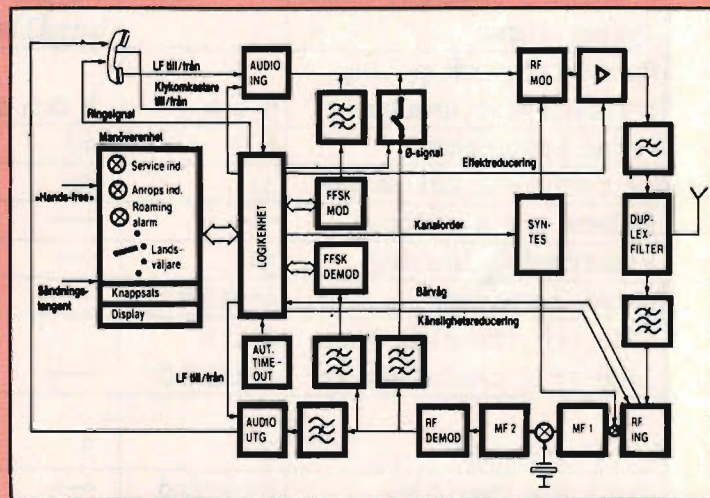 LF till/från
Klykomkastare
till/från
Ringsignal
Manöverenhet
Service ind.
Anrops ind.
Roaming
alarm
Lands-
väljare
Knappsats
Display
»Hands-free»
Sändnings-
tangent
AUDIO
ING
LOGIKENHET
FFSK
MOD
FFSK
DEMOD
AUT.
TIME-
OUT
LF till/från
AUDIO
UTG
Ø-signal
Effektreducering
Kanalorder
Bärvåg
Känslighetsreducering
RF
MOD
SYN-
TES
DUP-
LEX-
FILTER
RF
DEMOD
MF 2
MF 1
RF
ING